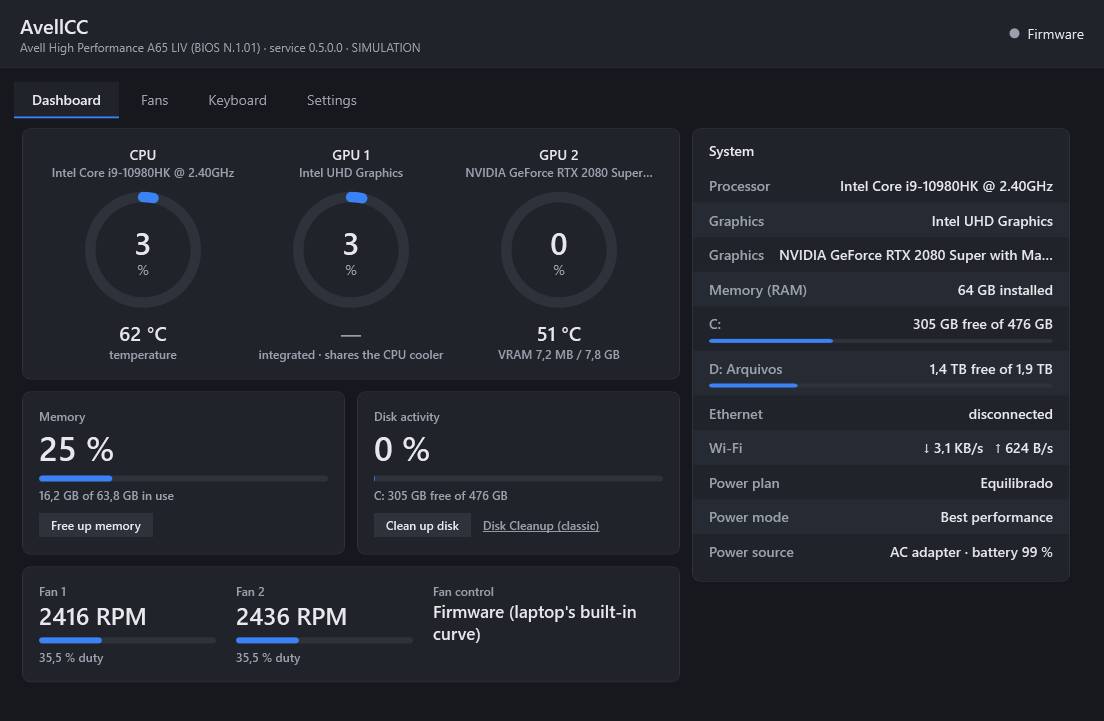 AvellCC
Avell High Performance A65 LIV (BIOS N.1.01) · service 0.5.0.0 · SIMULATION
Firmware
Dashboard
Fans
Keyboard
Settings
CPU
Intel Core i9-10980HK @ 2.40GHz
3
%
62 °C
temperature
GPU 1
Intel UHD Graphics
3
%
—
integrated · shares the CPU cooler
GPU 2
NVIDIA GeForce RTX 2080 Super...
0
%
51 °C
VRAM 7,2 MB / 7,8 GB
Memory
25 %
16,2 GB of 63,8 GB in use
Free up memory
Disk activity
0 %
C: 305 GB free of 476 GB
Clean up disk
Disk Cleanup (classic)
Fan 1
2416 RPM
35,5 % duty
Fan 2
2436 RPM
35,5 % duty
Fan control
Firmware (laptop's built-in
curve)
System
Processor Intel Core i9-10980HK @ 2.40GHz
Graphics Intel UHD Graphics
Graphics NVIDIA GeForce RTX 2080 Super with Ma...
Memory (RAM) 64 GB installed
C: 305 GB free of 476 GB
D: Arquivos 1,4 TB free of 1,9 TB
Ethernet disconnected
Wi-Fi ↓ 3,1 KB/s ↑ 624 B/s
Power plan Equilibrado
Power mode Best performance
Power source AC adapter · battery 99 %